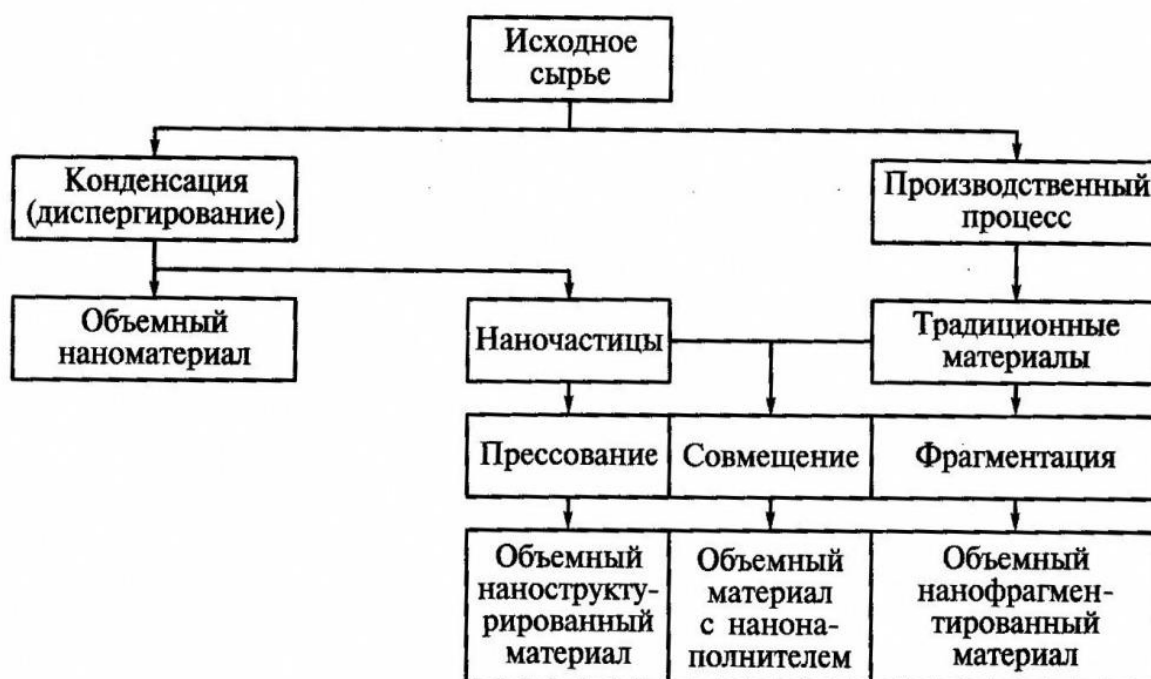 Исходное
сырье
Конденсация
(диспергирование)
Производственный
процесс
Объемный
наноматериал
Наночастицы
Традиционные
материалы
Прессование
Совмещение
Фрагментация
Объемный
нанострукту-
рированный
материал
Объемный
материал
с нанона-
полнителем
Объемный
нанофрагмен-
тированный
материал